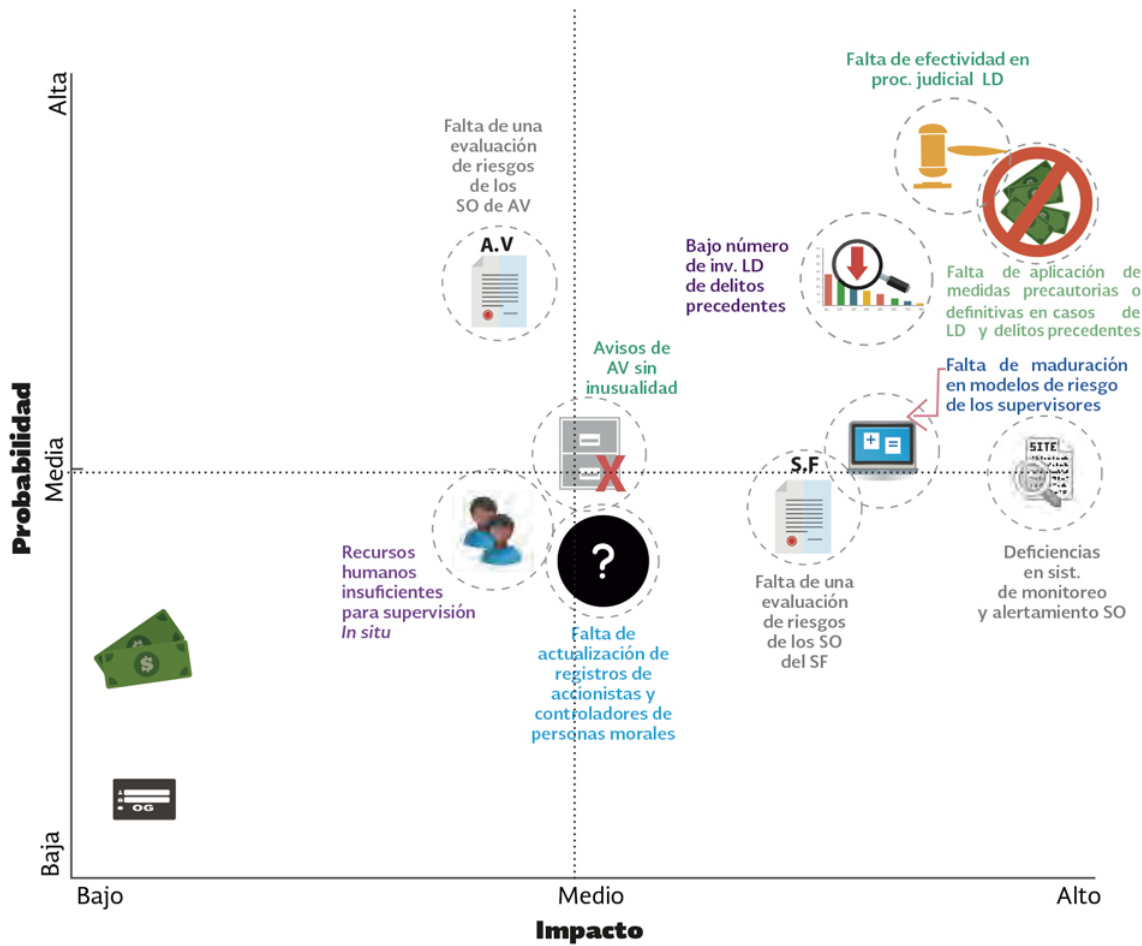 Alta
Falta de efectividad en
proc. judicial LD
Falta de una
evaluación
de riesgos
de los
SO de AV
A.V
Bajo número
de inv. LD
de delitos
precedentes
Falta de aplicación de
medidas precautorias o
definitivas en casos de
LD y delitos precedentes
Avisos de
AV sin
inusualidad
Falta de maduración
en modelos de riesgo
de los supervisores
Probabilidad
Media
S.F
SITE
?
Recursos
humanos
insuficientes
para supervisión
In situ
Deficiencias
en sist.
de monitoreo
y alertamiento SO
Falta de una
evaluación
de riesgos
de los SO
del SF
Falta de
actualización de
registros de
accionistas y
controladores de
personas morales
$
OG
Baja
Bajo
Medio
Alto
Impacto